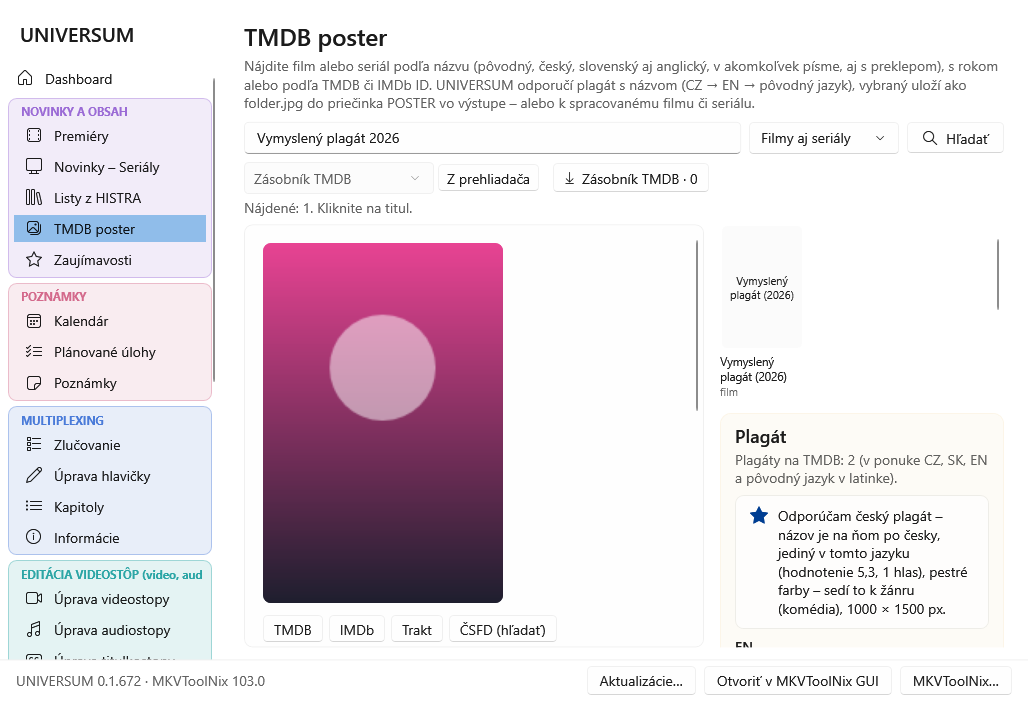 UNIVERSUM
Dashboard
NOVINKY A OBSAH
Premiéry
Novinky – Seriály
Listy z HISTRA
TMDB poster
Zaujímavosti
POZNÁMKY
Kalendár
Plánované úlohy
Poznámky
MULTIPLEXING
Zlučovanie
Úprava hlavičky
Kapitoly
Informácie
EDITÁCIA VIDEOSTÔP (video, aud
Úprava videostopy
Úprava audiostopy
TMDB poster
Nájdite film alebo seriál podľa názvu (pôvodný, český, slovenský aj anglický, v akomkoľvek písme, aj s preklepom), s rokom
alebo podľa TMDB či IMDb ID. UNIVERSUM odporučí plagát s názvom (CZ → EN → pôvodný jazyk), vybraný uloží ako
folder.jpg do priečinka POSTER vo výstupe – alebo k spracovanému filmu či seriálu.
Vymyslený plagát 2026
Filmy aj seriály
Hľadať
Zásobník TMDB
Z prehliadača
Zásobník TMDB · 0
Nájdené: 1. Kliknite na titul.
TMDB
IMDb
Trakt
ČSFD (hľadať)
Vymyslený
plagát (2026)
Vymyslený
plagát (2026)
film
Plagát
Plagáty na TMDB: 2 (v ponuke CZ, SK, EN
a pôvodný jazyk v latinke).
Odporúčam český plagát –
názov je na ňom po česky,
jediný v tomto jazyku
(hodnotenie 5,3, 1 hlas), pestré
farby – sedí to k žánru
(komédia), 1000 × 1500 px.
EN
UNIVERSUM 0.1.672 · MKVToolNix 103.0
Aktualizácie...
Otvoriť v MKVToolNix GUI
MKVToolNix...